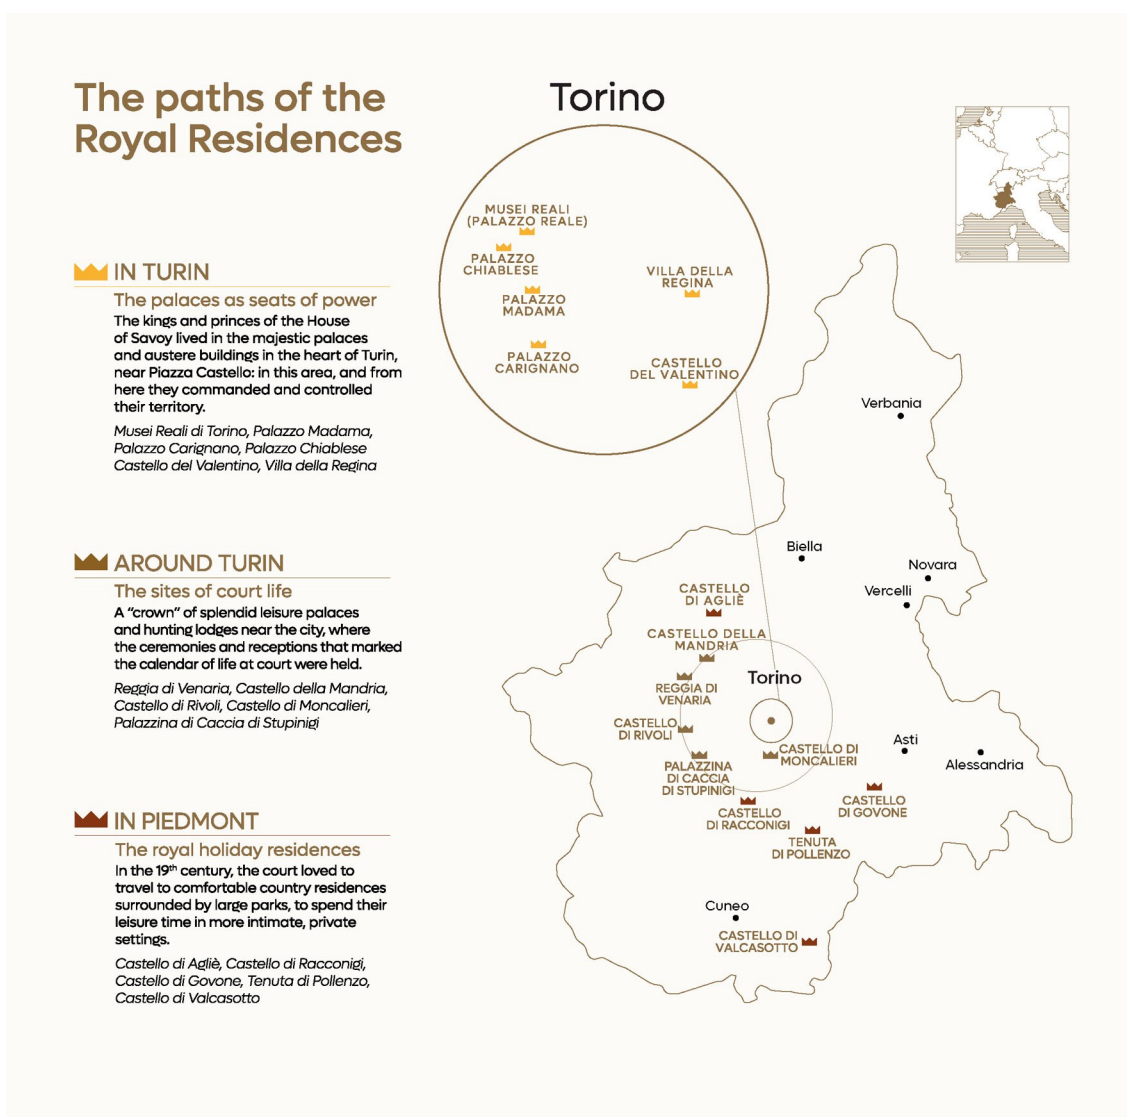 The paths of the
Royal Residences
IN TURIN
The palaces as seats of power
The kings and princes of the House
of Savoy lived in the majestic palaces
and austere buildings in the heart of Turin,
near Piazza Castello: in this area, and from
here they commanded and controlled
their territory.
Musei Reali di Torino, Palazzo Madama,
Palazzo Carignano, Palazzo Chiablese
Castello del Valentino, Villa della Regina
AROUND TURIN
The sites of court life
A “crown” of splendid leisure palaces
and hunting lodges near the city, where
the ceremonies and receptions that marked
the calendar of life at court were held.
Reggia di Venaria, Castello della Mandria,
Castello di Rivoli, Castello di Moncalieri,
Palazzina di Caccia di Stupinigi
IN PIEDMONT
The royal holiday residences
In the 19th century, the court loved to
travel to comfortable country residences
surrounded by large parks, to spend their
leisure time in more intimate, private
settings.
Castello di Agliè, Castello di Racconigi,
Castello di Govone, Tenuta di Pollenzo,
Castello di Valcasotto
Torino
MUSEI REALI
(PALAZZO REALE)
PALAZZO
CHIABLESE
PALAZZO
MADAMA
PALAZZO
CARIGNANO
VILLA DELLA
REGINA
CASTELLO
DEL VALENTINO
Verbania
Biella
Novara
Vercelli
CASTELLO
DI AGLIÈ
CASTELLO DELLA
MANDRIA
Torino
REGGIA DI
VENARIA
CASTELLO
DI RIVOLI
PALAZZINA
DI CACCIA
DI STUPINIGI
CASTELLO DI
MONCALIERI
Asti
Alessandria
CASTELLO
DI GOVONE
CASTELLO
DI RACCONIGI
TENUTA
DI POLLENZO
Cuneo
CASTELLO DI
VALCASOTTO